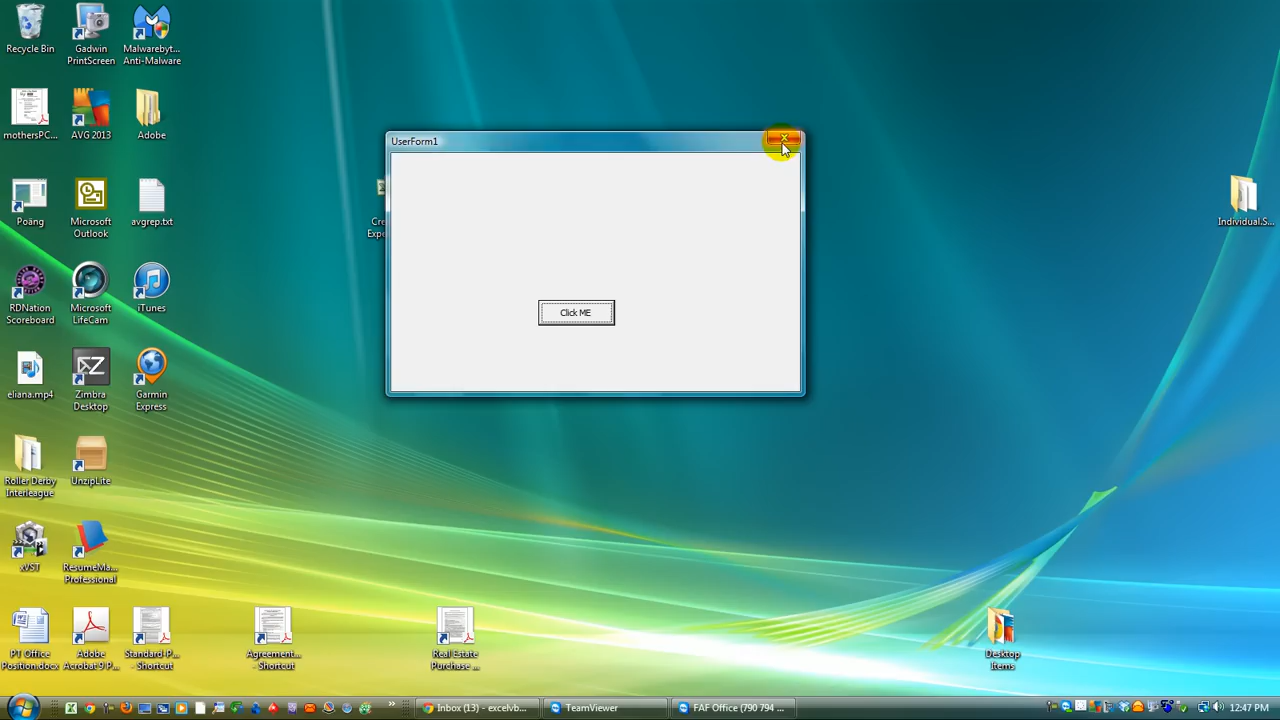 Recycle Bin
Gadwin
PrintScreen
Malwarebyt...
Anti-Malware
mothersPC...
AVG 2013
Adobe
Poäng
Microsoft
Outlook
avgrep.txt
RDNation
Scoreboard
Microsoft
LifeCam
iTunes
eliana.mp4
Zimbra
Desktop
Garmin
Express
Roller Derby
Interleague
UnzipLite
xVST
ResumeMa...
Professional
PT Office
Position.docx
Adobe
Acrobat 9 P...
Standard-P...
- Shortcut
Agreement...
- Shortcut
Real Estate
Purchase ...
Desktop
Items
Individual.S...
Cre
Expe
UserForm1
Click ME
Inbox (13) - excelvb...
TeamViewer
FAF Office (790 794 ...
12:47 PM